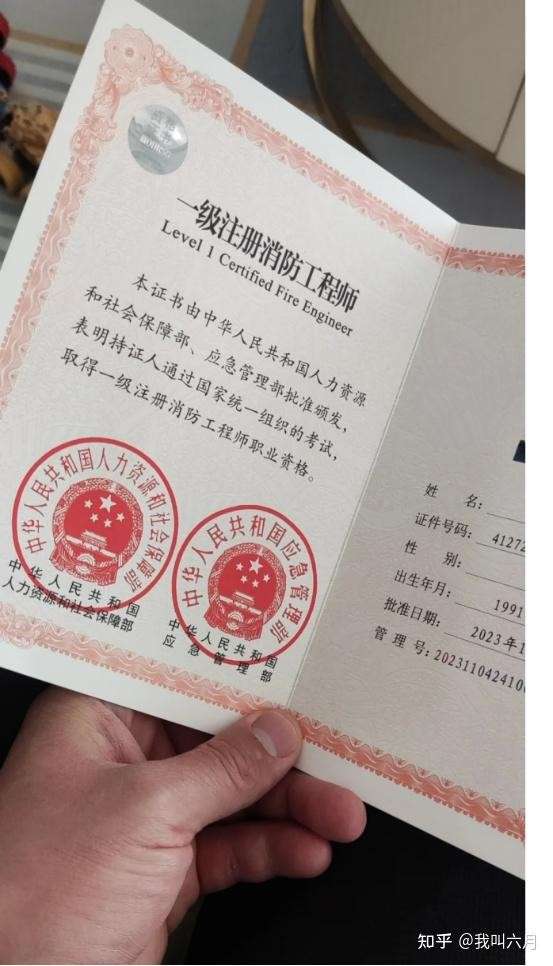 一级注册消防工程师
Level 1 Certified Fire Engineer
本证书由中华人民共和国人力资源
和社会保障部、应急管理部批准颁发，
表明持证人通过国家统一组织的考试，
取得一级注册消防工程师职业资格。
中华人民共和国人力资源和社会保障部
中华人民共和国
人力资源和社会保障部
中华人民共和国应急管理部
中华人民共和国
应急管理部
姓 名：
证件号码： 41272
性 别：
出生年月： 1991
批准日期： 2023年1
管 理 号：2023110424100
知乎 @我叫六月